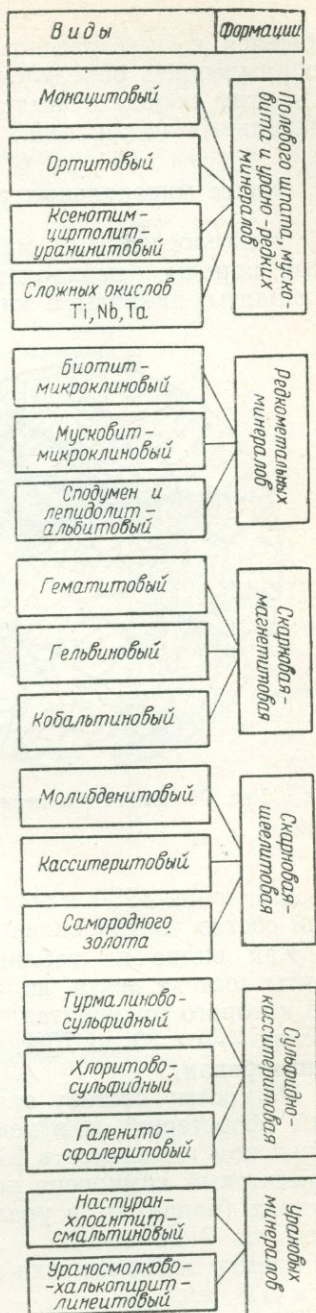 Виды
Формации
Монацитовый
Ортитовый
Ксенотим-
циртолит-
уранинитовый
Сложных окислов
Ti, Nb, Ta
Полевого шпата, муско-
вита и урано-редких
минералов
Биотит-
микроклиновый
Мусковит-
микроклиновый
Сподумен и
лепидолит-
альбитовый
Редкометальных
минералов
Гематитовый
Гельвиновый
Кобальтиновый
Скарновая-
магнетитовая
Молибденитовый
Касситеритовый
Самородного
золота
Скарновая-
шеелитовая
Турмалиново-
сульфидный
Хлоритово-
сульфидный
Галенито-
сфалеритовый
Сульфидно-
касситеритовая
Настуран-
хлоантит-
смальтиновый
Ураносмолково-
-халькопирит-
линеитовый
Урановых
минералов